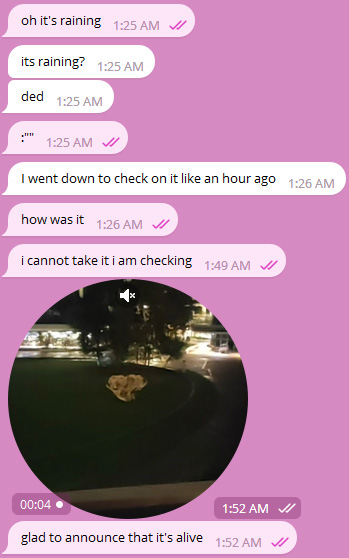 oh it's raining 1:25 AM
its raining? 1:25 AM
ded 1:25 AM
:"" 1:25 AM
I went down to check on it like an hour ago 1:26 AM
how was it 1:26 AM
i cannot take it i am checking 1:49 AM
00:04 1:52 AM
glad to announce that it's alive 1:52 AM